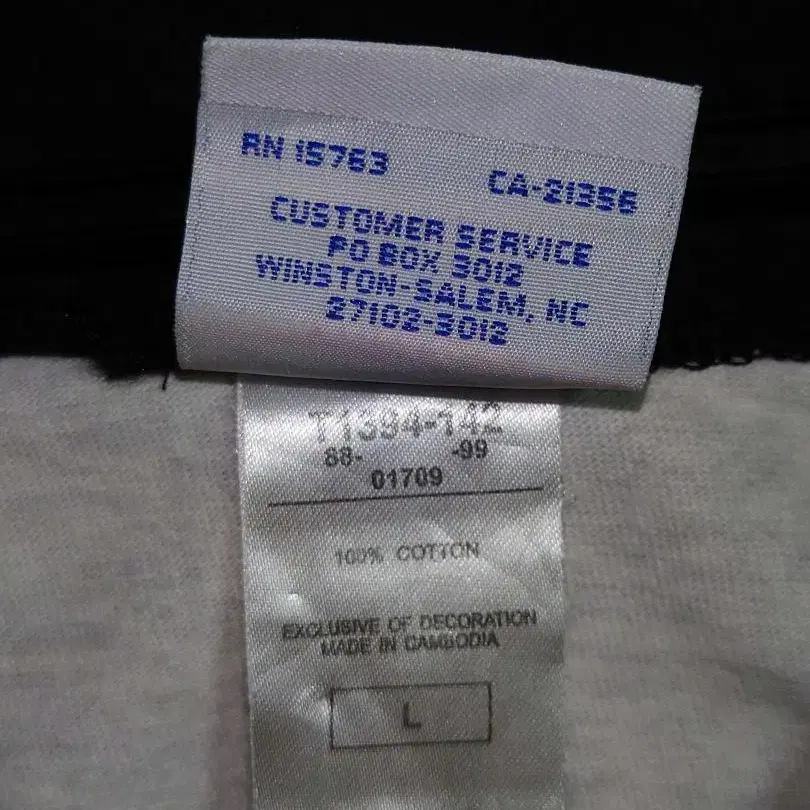 RN 15763
CA-21356
CUSTOMER SERVICE
PO BOX 3012
WINSTON-SALEM, NC
27102-3012
T1394-142
88- -99
01709
100% COTTON
EXCLUSIVE OF DECORATION
MADE IN CAMBODIA
L